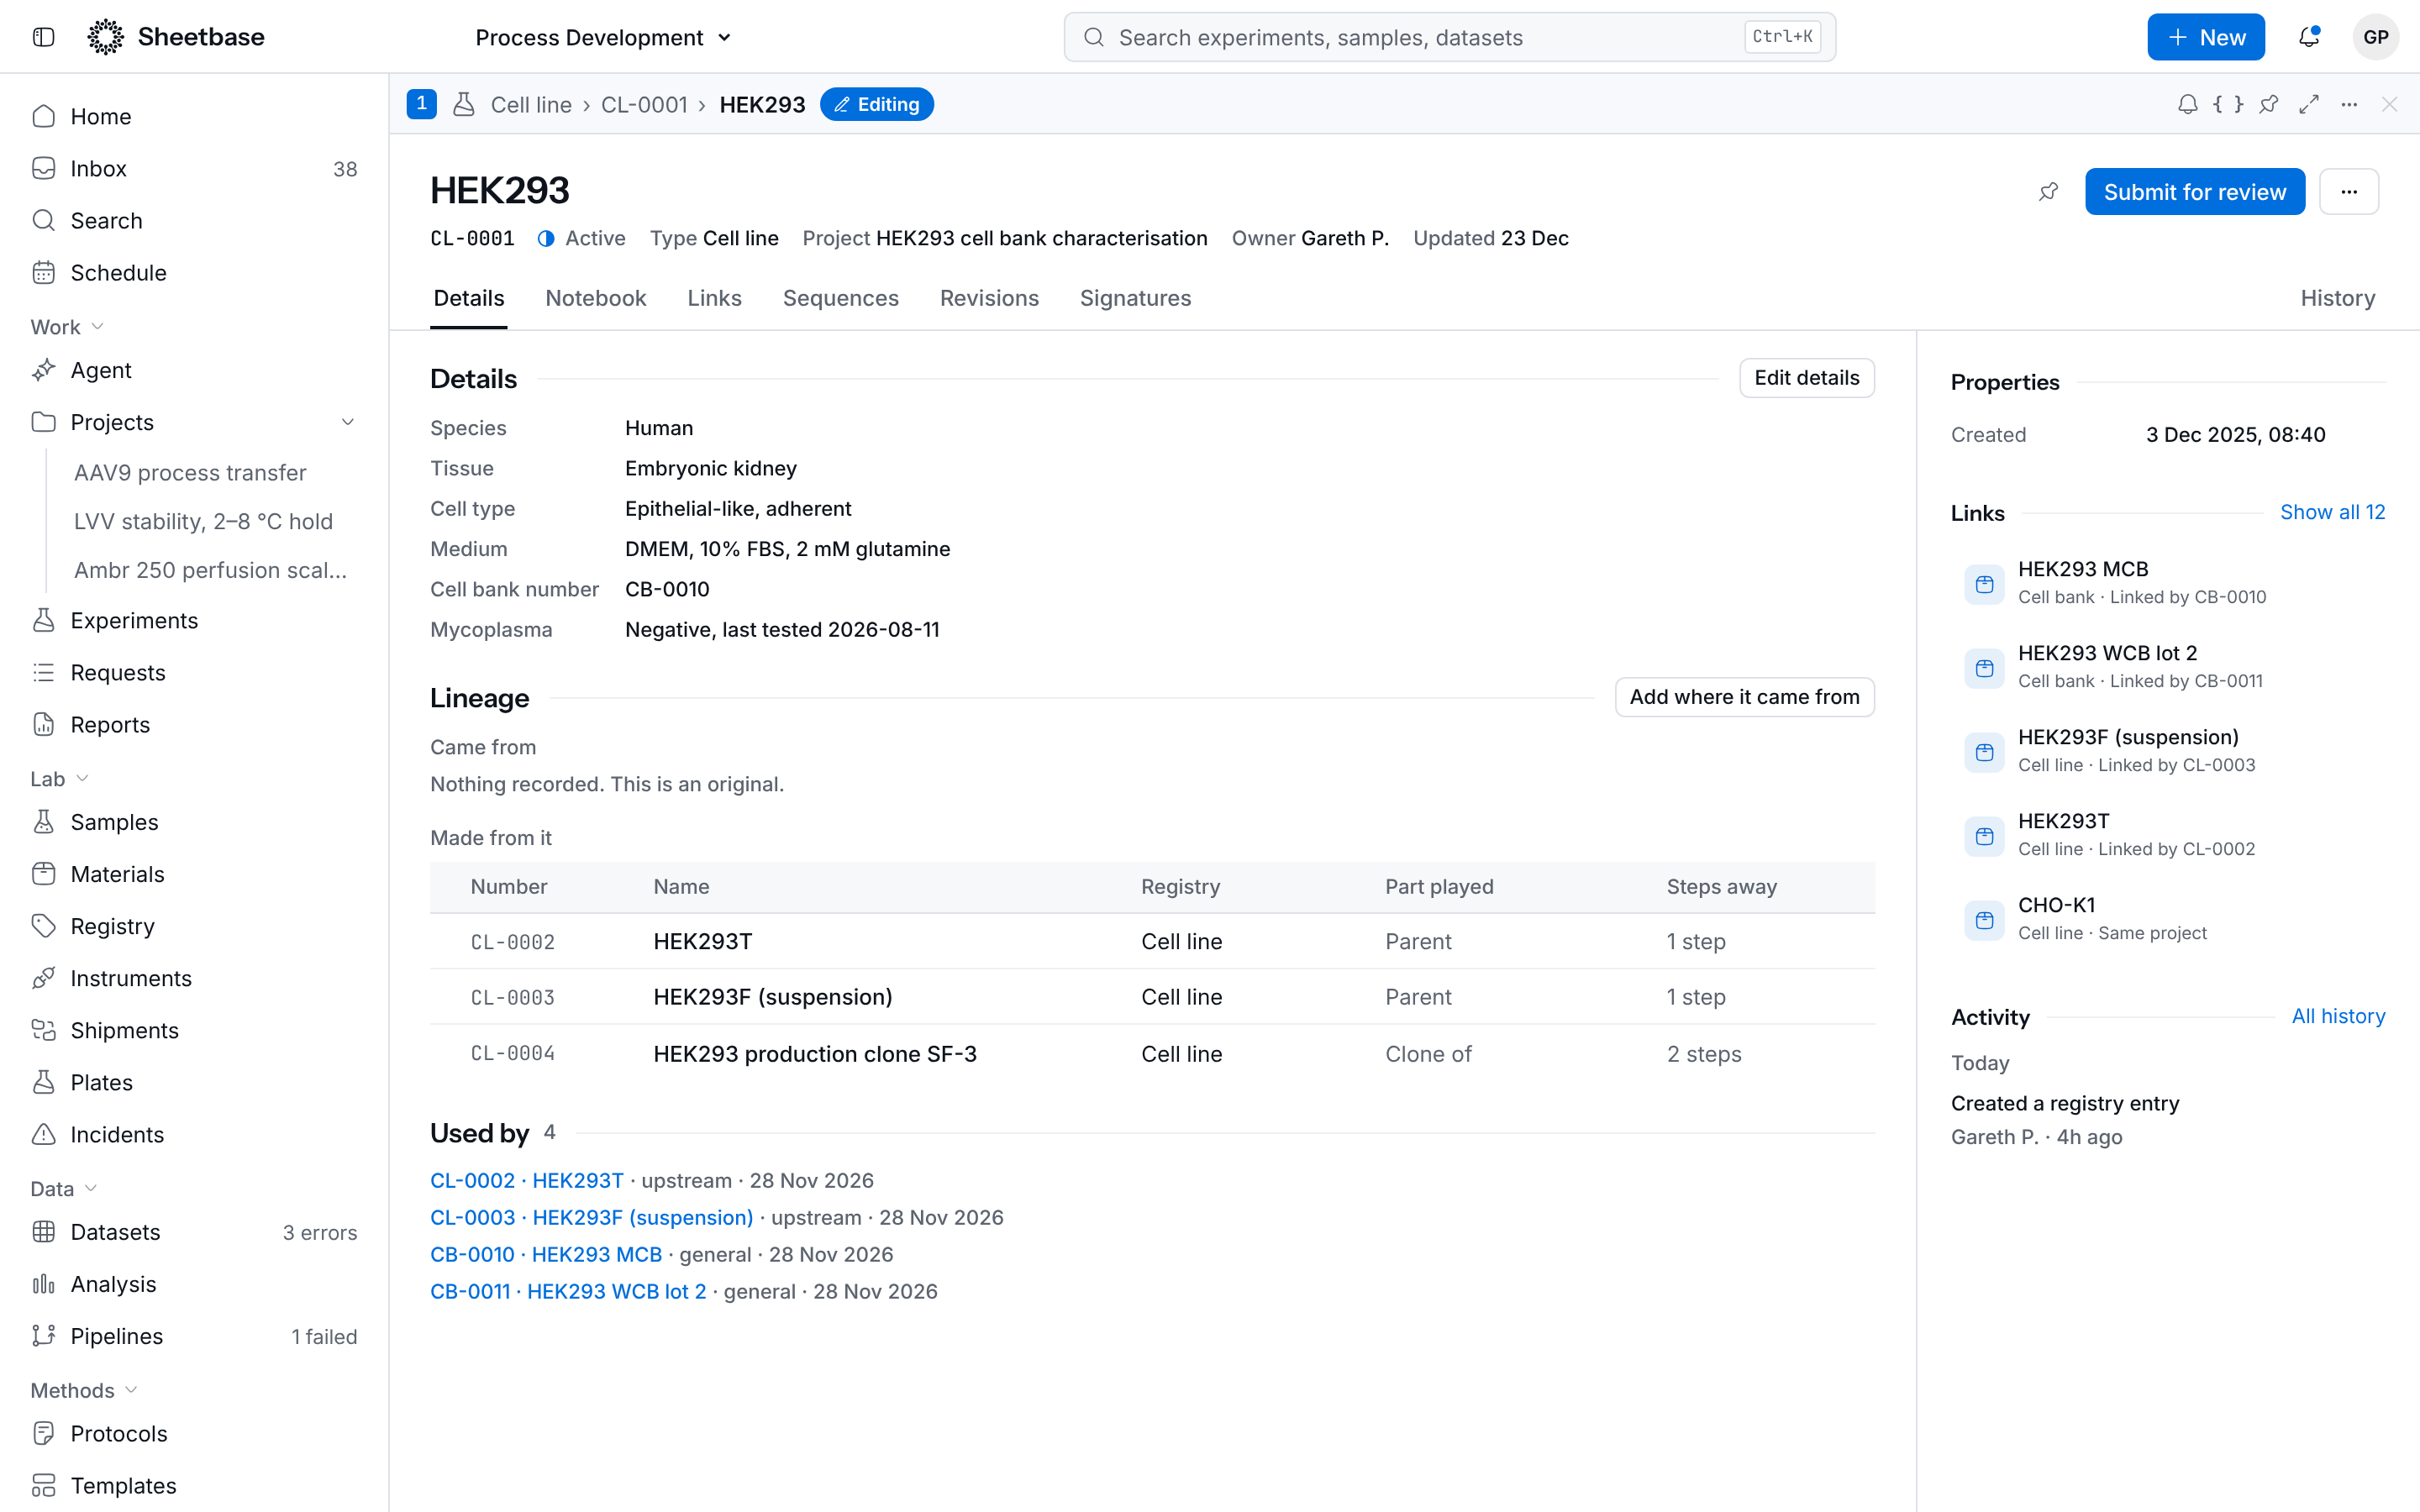 Sheetbase
Process Development
Search experiments, samples, datasets
Ctrl+K
New
GP
Home
Inbox 38
Search
Schedule
Work
Agent
Projects
AAV9 process transfer
LVV stability, 2–8 °C hold
Ambr 250 perfusion scal...
Experiments
Requests
Reports
Lab
Samples
Materials
Registry
Instruments
Shipments
Plates
Incidents
Data
Datasets 3 errors
Analysis
Pipelines 1 failed
Methods
Protocols
Templates
1 Cell line › CL-0001 › HEK293 Editing
HEK293
Submit for review
CL-0001 Active Type Cell line Project HEK293 cell bank characterisation Owner Gareth P. Updated 23 Dec
Details Notebook Links Sequences Revisions Signatures History
Details
Edit details
Species Human
Tissue Embryonic kidney
Cell type Epithelial-like, adherent
Medium DMEM, 10% FBS, 2 mM glutamine
Cell bank number CB-0010
Mycoplasma Negative, last tested 2026-08-11
Lineage
Add where it came from
Came from
Nothing recorded. This is an original.
Made from it
Number Name Registry Part played Steps away
CL-0002 HEK293T Cell line Parent 1 step
CL-0003 HEK293F (suspension) Cell line Parent 1 step
CL-0004 HEK293 production clone SF-3 Cell line Clone of 2 steps
Used by 4
CL-0002 · HEK293T · upstream · 28 Nov 2026
CL-0003 · HEK293F (suspension) · upstream · 28 Nov 2026
CB-0010 · HEK293 MCB · general · 28 Nov 2026
CB-0011 · HEK293 WCB lot 2 · general · 28 Nov 2026
Properties
Created 3 Dec 2025, 08:40
Links Show all 12
HEK293 MCB
Cell bank · Linked by CB-0010
HEK293 WCB lot 2
Cell bank · Linked by CB-0011
HEK293F (suspension)
Cell line · Linked by CL-0003
HEK293T
Cell line · Linked by CL-0002
CHO-K1
Cell line · Same project
Activity All history
Today
Created a registry entry
Gareth P. · 4h ago